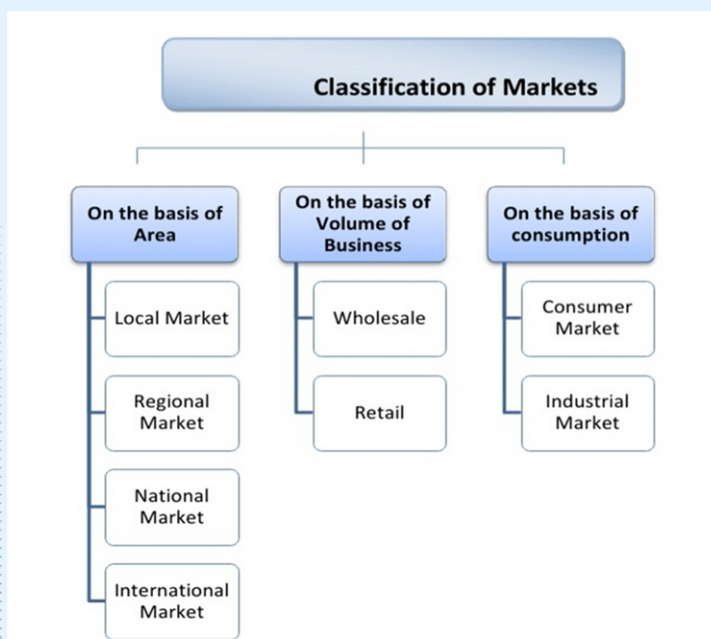 Classification of Markets
On the basis of
Area
Local Market
Regional
Market
National
Market
International
Market
On the basis of
Volume of
Business
Wholesale
Retail
On the basis of
consumption
Consumer
Market
Industrial
Market